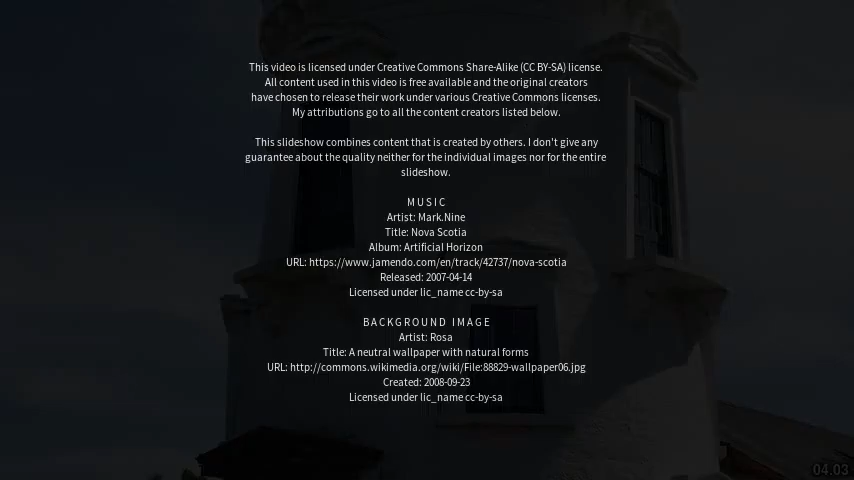 This video is licensed under Creative Commons Share-Alike (CC BY-SA) license.
All content used in this video is free available and the original creators
have chosen to release their work under various Creative Commons licenses.
My attributions go to all the content creators listed below.
This slideshow combines content that is created by others. I don't give any
guarantee about the quality neither for the individual images nor for the entire
slideshow.
MUSIC
Artist: Mark.Nine
Title: Nova Scotia
Album: Artificial Horizon
URL: https://www.jamendo.com/en/track/42737/nova-scotia
Released: 2007-04-14
Licensed under lic_name cc-by-sa
BACKGROUND IMAGE
Artist: Rosa
Title: A neutral wallpaper with natural forms
URL: http://commons.wikimedia.org/wiki/File:88829-wallpaper06.jpg
Created: 2008-09-23
Licensed under lic_name cc-by-sa
04.03